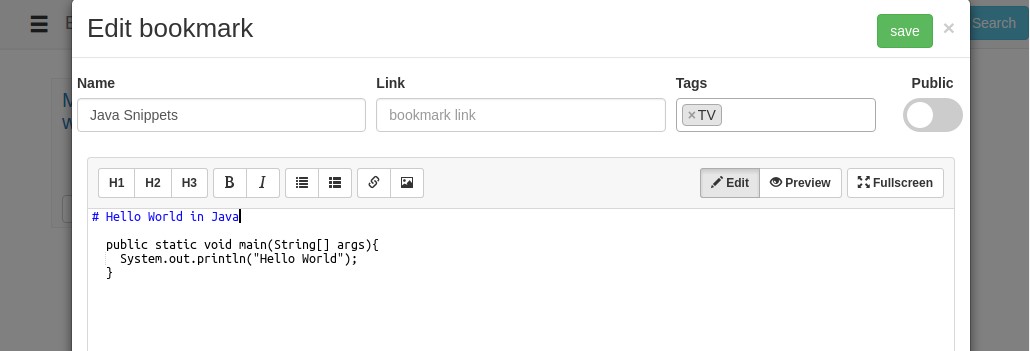 Search
Edit bookmark
save
×
Name
Link
Tags
Public
Java Snippets
bookmark link
×TV
H1
H2
H3
B
I
Edit
Preview
Fullscreen
# Hello World in Java
public static void main(String[] args){
System.out.println("Hello World");
}